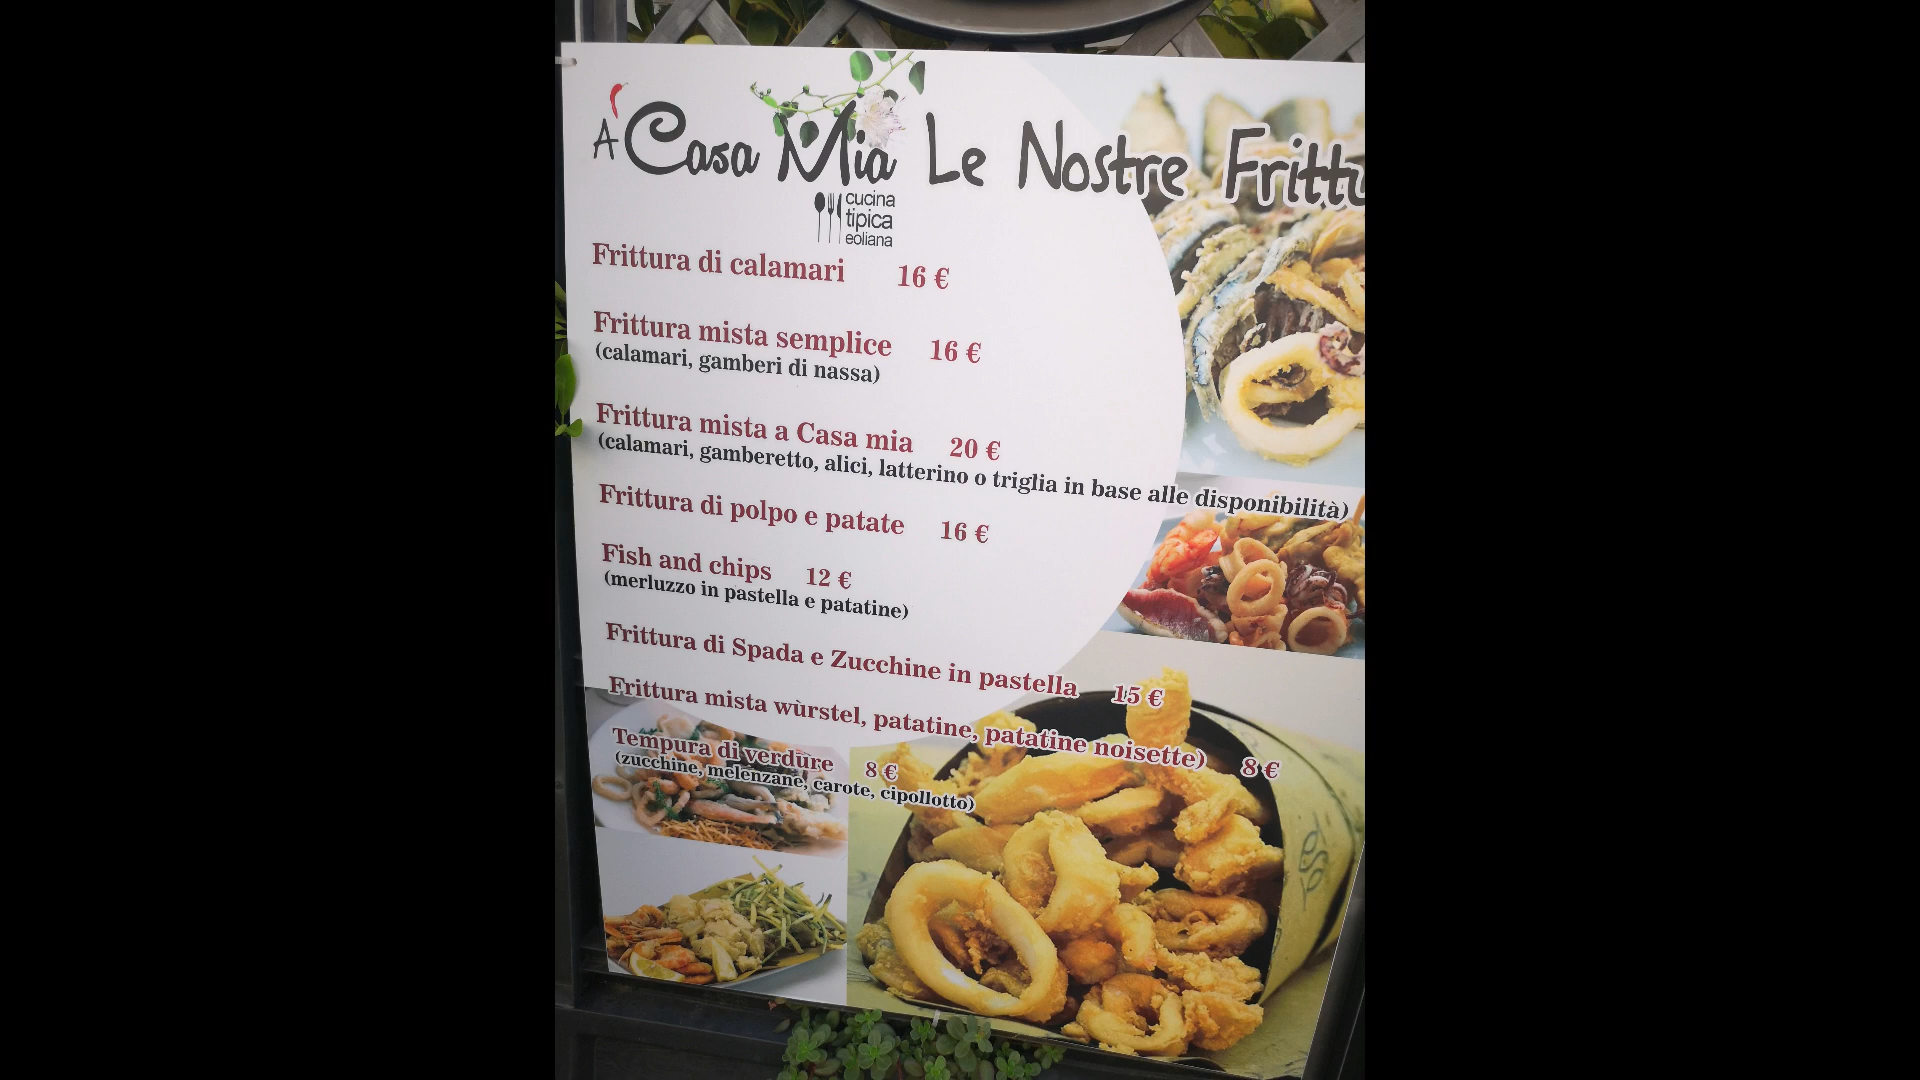 A' Casa Mia Le Nostre Frittu
cucina
tipica
eoliana
Frittura di calamari 16 €
Frittura mista semplice 16 €
(calamari, gamberi di nassa)
Frittura mista a Casa mia 20 €
(calamari, gamberetto, alici, latterino o triglia in base alle disponibilità)
Frittura di polpo e patate 16 €
Fish and chips 12 €
(merluzzo in pastella e patatine)
Frittura di Spada e Zucchine in pastella 15 €
Frittura mista wùrstel, patatine, patatine noisette) 8 €
Tempura di verdure 8 €
(zucchine, melenzane, carote, cipollotto)